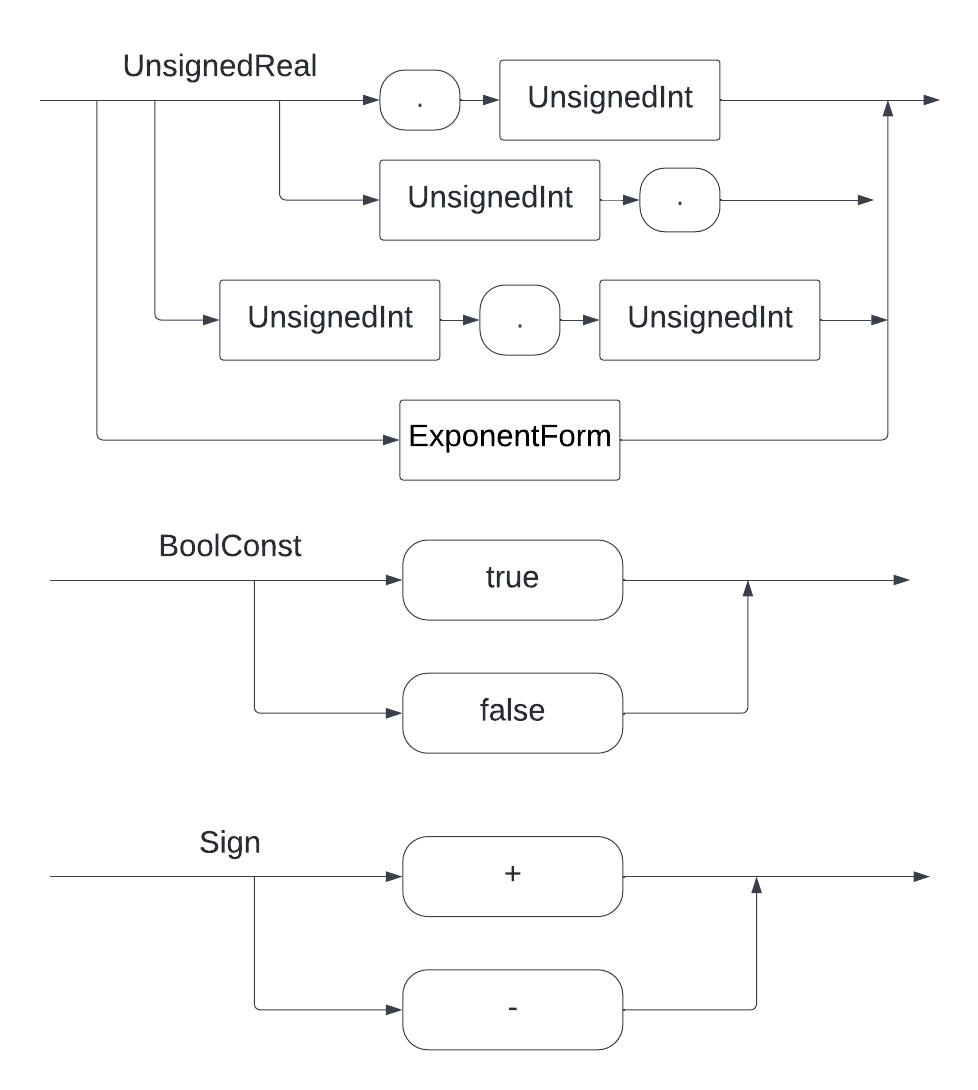 UnsignedReal
. UnsignedInt
UnsignedInt .
UnsignedInt . UnsignedInt
ExponentForm
BoolConst
true
false
Sign
+
-